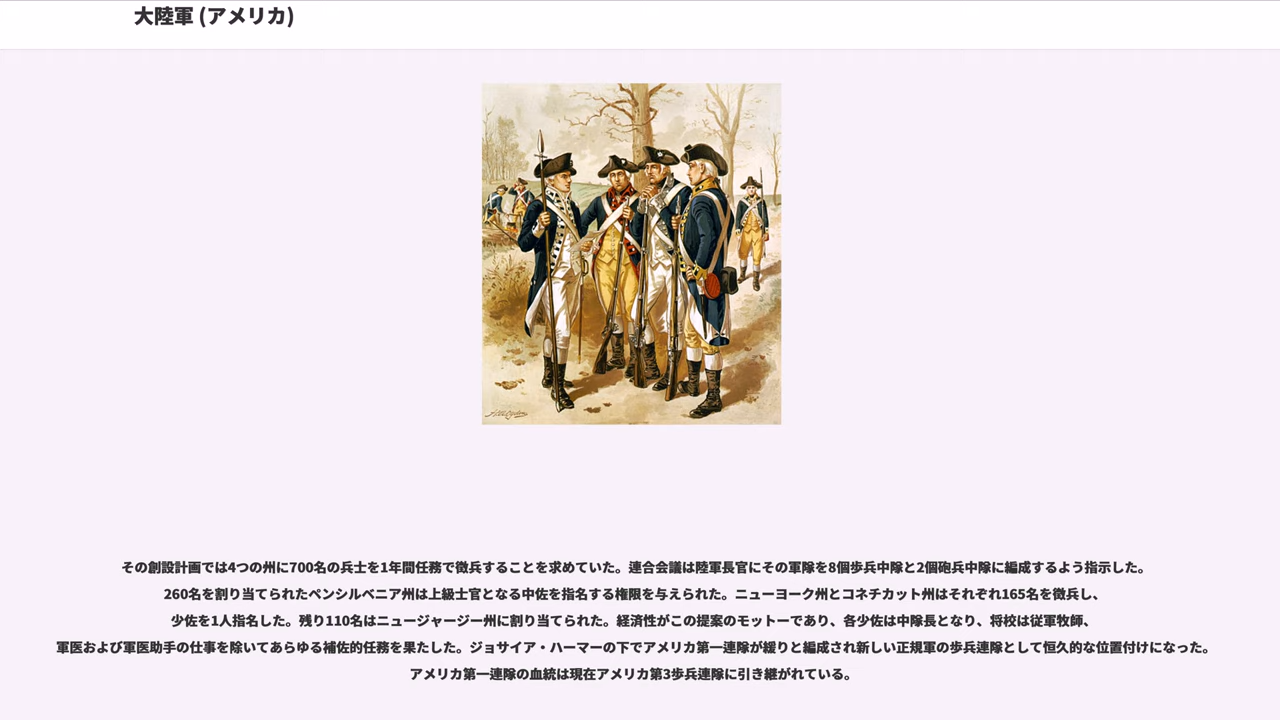 大陸軍 (アメリカ)
その創設計画では4つの州に700名の兵士を1年間任務で徴兵することを求めていた。連合会議は陸軍長官にその軍隊を8個歩兵中隊と2個砲兵中隊に編成するよう指示した。
260名を割り当てられたペンシルベニア州は上級士官となる中佐を指名する権限を与えられた。ニューヨーク州とコネチカット州はそれぞれ165名を徴兵し、
少佐を1人指名した。残り110名はニュージャージー州に割り当てられた。経済性がこの提案のモットーであり、各少佐は中隊長となり、将校は従軍牧師、
軍医および軍医助手の仕事を除いてあらゆる補佐的任務を果たした。ジョサイア・ハーマーの下でアメリカ第一連隊が緩りと編成され新しい正規軍の歩兵連隊として恒久的な位置付けになった。
アメリカ第一連隊の血統は現在アメリカ第3歩兵連隊に引き継がれている。